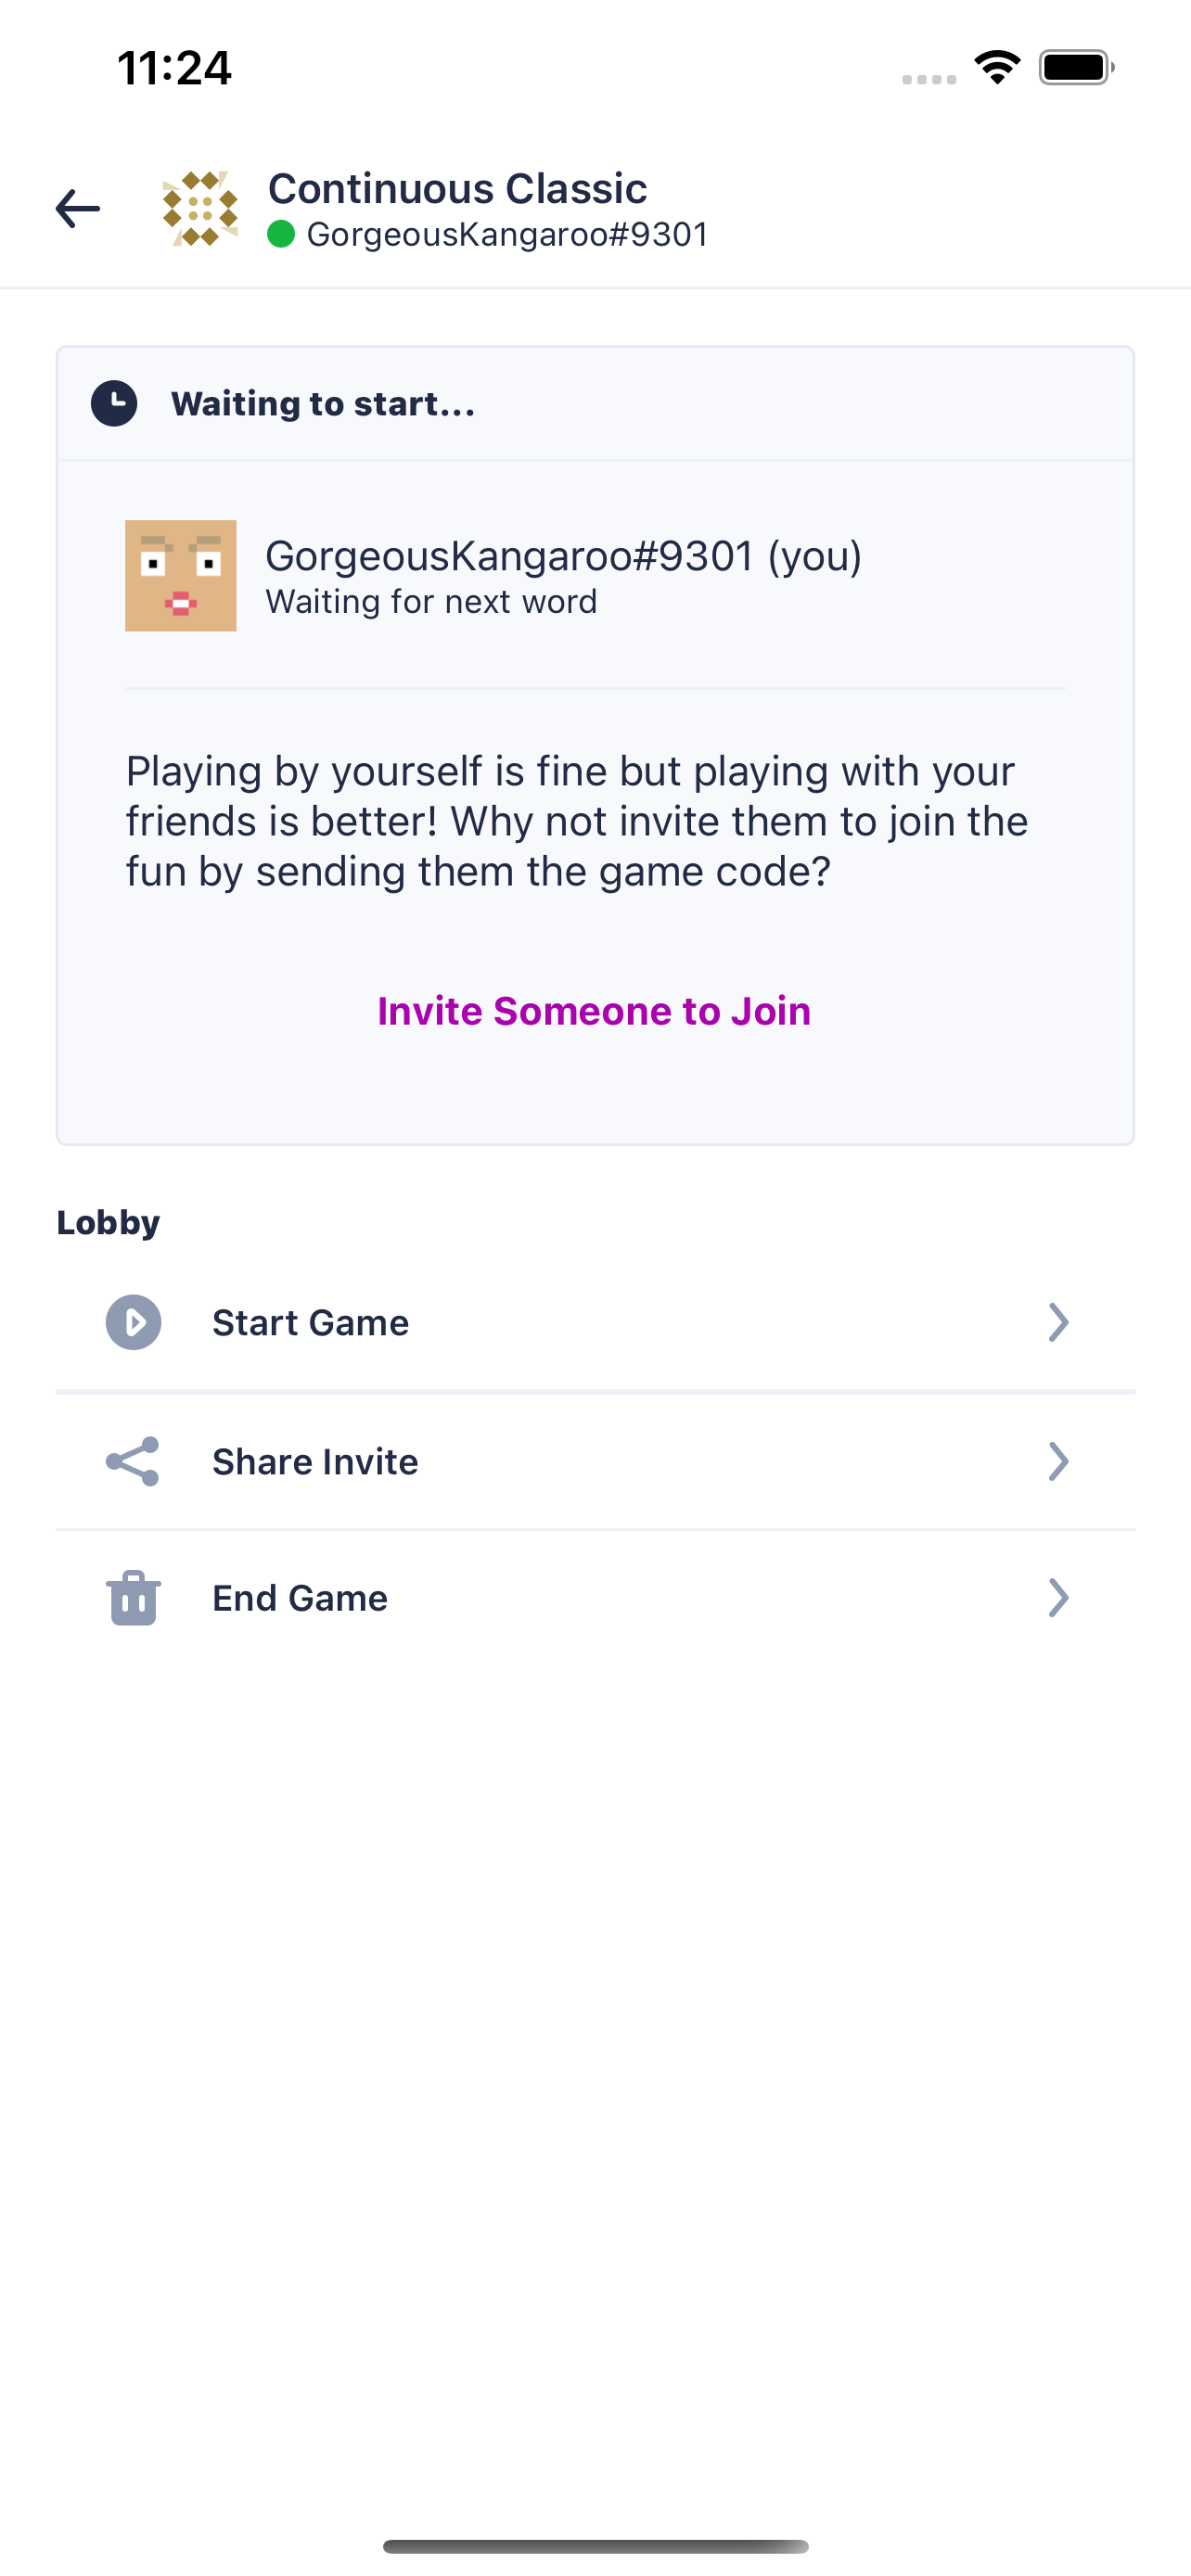 11:24
Continuous Classic
GorgeousKangaroo#9301
Waiting to start...
GorgeousKangaroo#9301 (you)
Waiting for next word
Playing by yourself is fine but playing with your
friends is better! Why not invite them to join the
fun by sending them the game code?
Invite Someone to Join
Lobby
Start Game
Share Invite
End Game